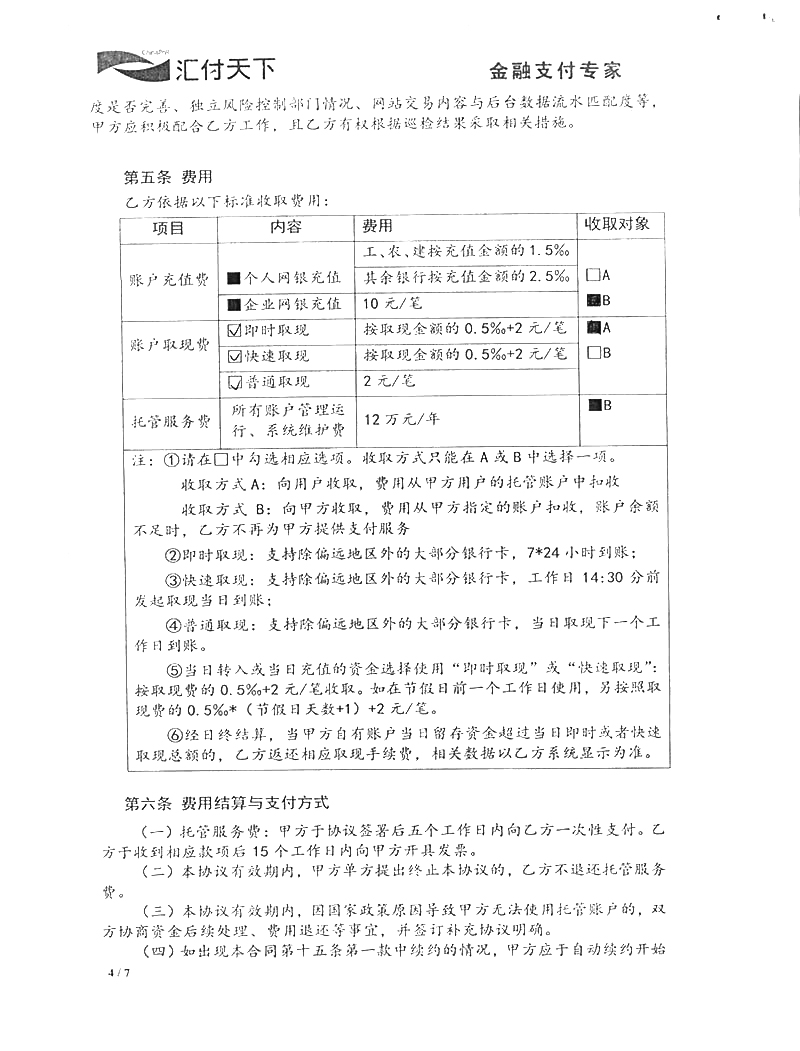 ChinaPnR
汇付天下
金融支付专家
度是否完善、独立风险控制部门情况、网站交易内容与后台数据流水匹配度等，
甲方应积极配合乙方工作，且乙方有权根据巡检结果采取相关措施。
第五条 费用
乙方依据以下标准收取费用：
项目 内容 费用 收取对象
工、农、建按充值金额的1.5‰
账户充值费 ■个人网银充值 其余银行按充值金额的2.5‰ □A
■企业网银充值 10元/笔 ■B
账户取现费 ☑即时取现 按取现金额的0.5‰+2元/笔 ■A
☑快速取现 按取现金额的0.5‰+2元/笔 □B
☑普通取现 2元/笔
托管服务费 所有账户管理运 12万元/年 ■B
行、系统维护费
注：①请在□中勾选相应选项。收取方式只能在A或B中选择一项。
收取方式A：向用户收取，费用从甲方用户的托管账户中扣收
收取方式 B：向甲方收取，费用从甲方指定的账户扣收，账户余额
不足时，乙方不再为甲方提供支付服务
②即时取现：支持除偏远地区外的大部分银行卡，7*24小时到账；
③快速取现：支持除偏远地区外的大部分银行卡，工作日14:30分前
发起取现当日到账；
④普通取现：支持除偏远地区外的大部分银行卡，当日取现下一个工
作日到账。
⑤当日转入或当日充值的资金选择使用“即时取现”或“快速取现”：
按取现费的0.5‰+2元/笔收取。如在节假日前一个工作日使用，另按照取
现费的0.5‰*（节假日天数+1）+2元/笔。
⑥经日终结算，当甲方自有账户当日留存资金超过当日即时或者快速
取现总额的，乙方返还相应取现手续费，相关数据以乙方系统显示为准。
第六条 费用结算与支付方式
（一）托管服务费：甲方于协议签署后五个工作日内向乙方一次性支付。乙
方于收到相应款项后15个工作日内向甲方开具发票。
（二）本协议有效期内，甲方单方提出终止本协议的，乙方不退还托管服务
费。
（三）本协议有效期内，因国家政策原因导致甲方无法使用托管账户的，双
方协商资金后续处理、费用退还等事宜，并签订补充协议明确。
（四）如出现本合同第十五条第一款中续约的情况，甲方应于自动续约开始
4 / 7